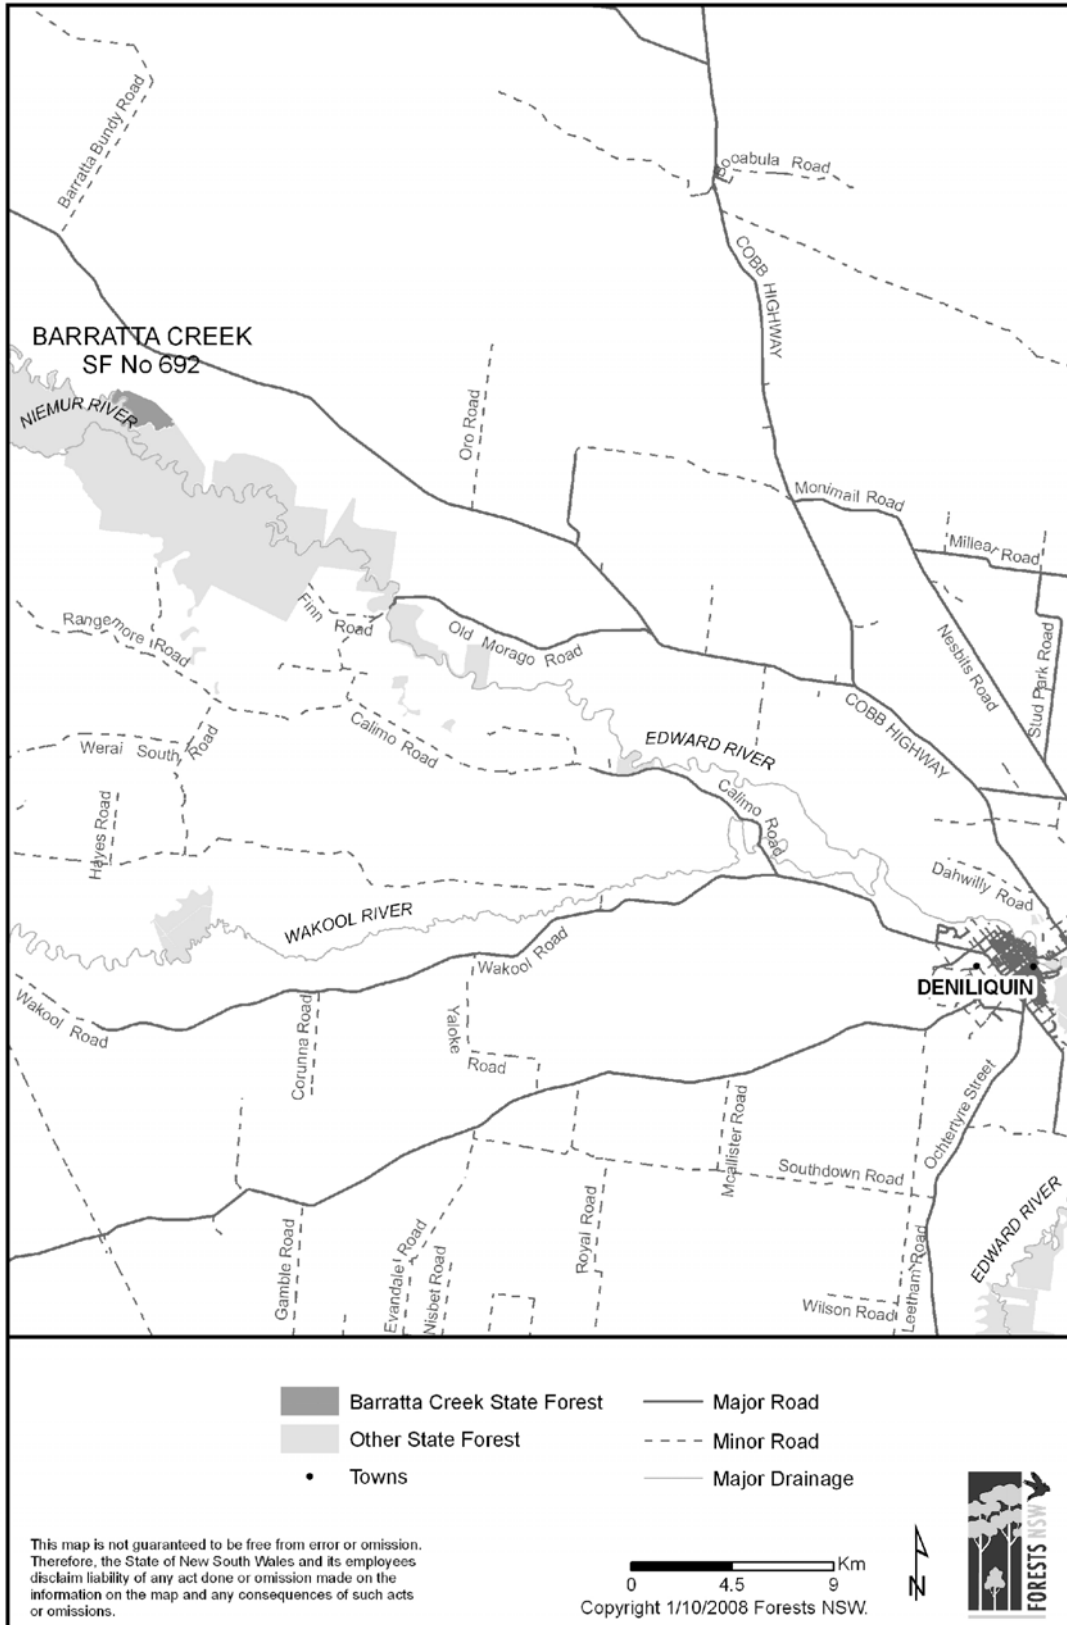 Barratta Bundy Road
Booabula Road
COBB HIGHWAY
BARRATTA CREEK
SF No 692
NIEMUR RIVER
Oro Road
Monimail Road
Millear Road
Finn Road
Rangemore Road
Old Morago Road
Nesbits Road
Stud Park Road
Werai South Road
Calimo Road
EDWARD RIVER
COBB HIGHWAY
Calimo Road
Hayes Road
Dahwilly Road
WAKOOL RIVER
Wakool Road
DENILIQUIN
Wakool Road
Corunna Road
Yaloke Road
Ochtertyre Street
Mcallister Road
Southdown Road
EDWARD RIVER
Gamble Road
Evandale Road
Nisbet Road
Royal Road
Leetham Road
Wilson Road
Barratta Creek State Forest
Major Road
Other State Forest
Minor Road
Towns
Major Drainage
This map is not guaranteed to be free from error or omission.
Therefore, the State of New South Wales and its employees
disclaim liability of any act done or omission made on the
information on the map and any consequences of such acts
or omissions.
N
Km
0 4.5 9
Copyright 1/10/2008 Forests NSW.
FORESTS NSW